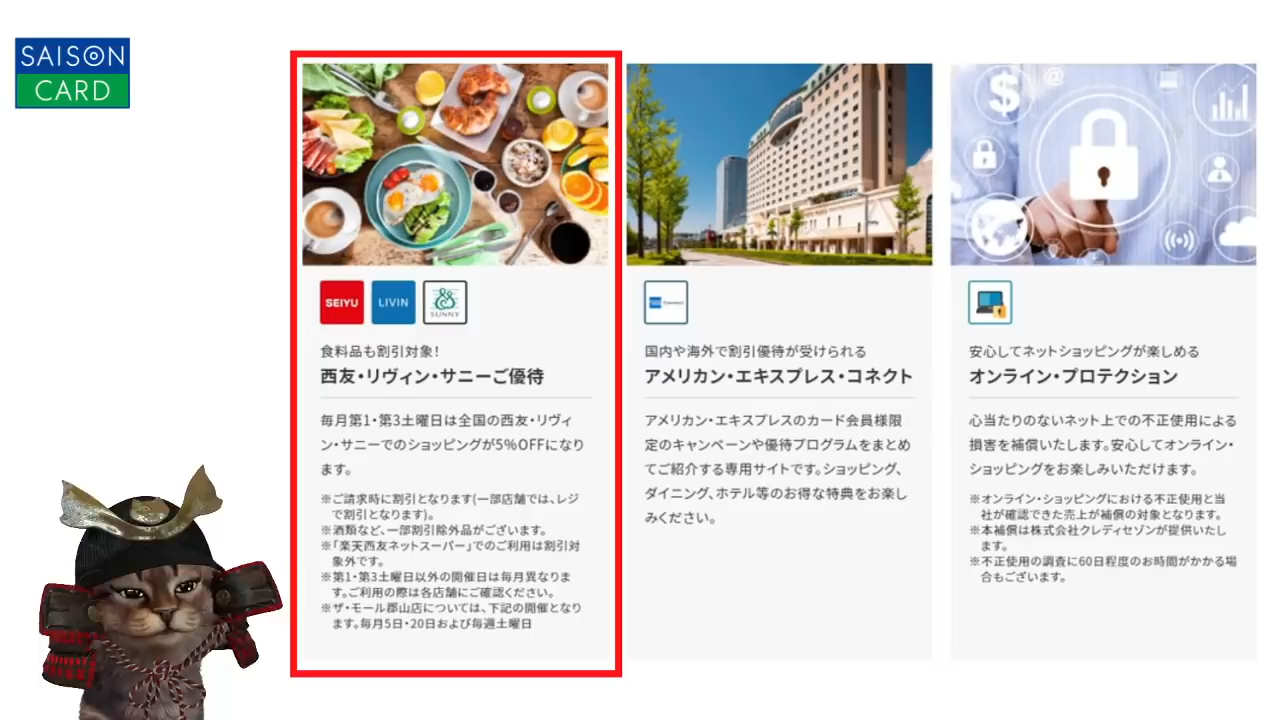 SAISON
CARD
SEIYU
LIVIN
SUNNY
食料品も割引対象!
西友・リヴィン・サニーご優待
毎月第1・第3土曜日は全国の西友・リヴィ
ン・サニーでのショッピングが5%OFFになり
ます。
※ご請求時に割引となります(一部店舗では、レジ
で割引となります)。
※酒類など、一部割引除外品がございます。
※「楽天西友ネットスーパー」でのご利用は割引対
象外です。
※第1・第3土曜日以外の開催日は毎月異なりま
す。ご利用の際は各店舗にご確認ください。
※ザ・モール郡山店については、下記の開催となり
ます。毎月5日・20日および毎週土曜日
国内や海外で割引優待が受けられる
アメリカン・エキスプレス・コネクト
アメリカン・エキスプレスのカード会員様限
定のキャンペーンや優待プログラムをまとめ
てご紹介する専用サイトです。ショッピング、
ダイニング、ホテル等のお得な特典をお楽し
みください。
安心してネットショッピングが楽しめる
オンライン・プロテクション
心当たりのないネット上での不正使用による
損害を補償いたします。安心してオンライン・
ショッピングをお楽しみいただけます。
※オンライン・ショッピングにおける不正使用と当
社が確認できた売上が補償の対象となります。
※本補償は株式会社クレディセゾンが提供いたし
ます。
※不正使用の調査に60日程度のお時間がかかる場
合もございます。